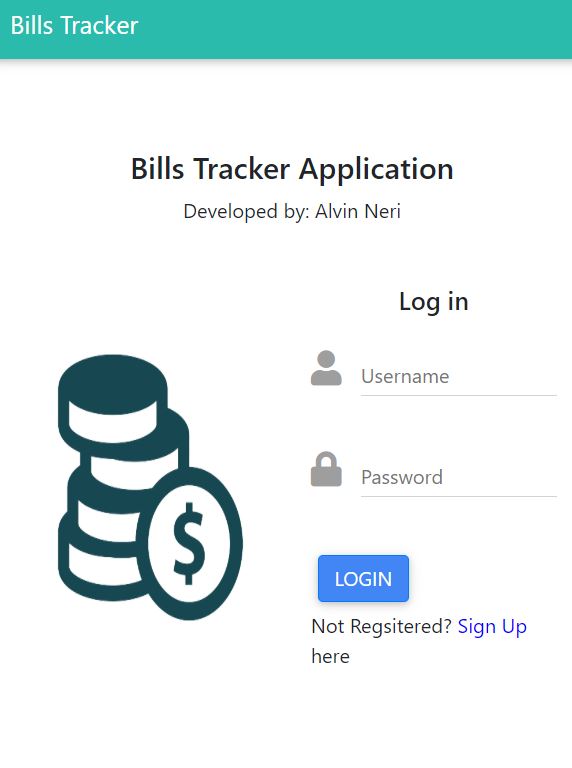 Bills Tracker
Bills Tracker Application
Developed by: Alvin Neri
Log in
Username
Password
$
LOGIN
Not Regsitered? Sign Up
here